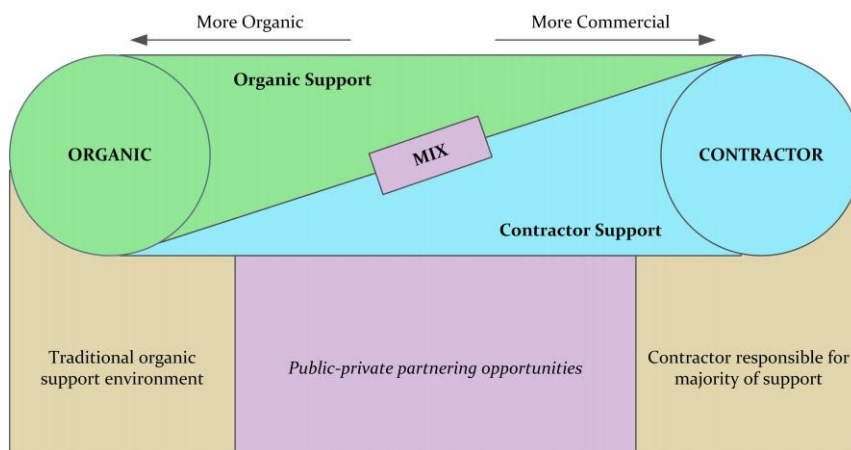 More Organic
More Commercial
Organic Support
ORGANIC
MIX
CONTRACTOR
Contractor Support
Traditional organic
support environment
Public-private partnering opportunities
Contractor responsible for
majority of support